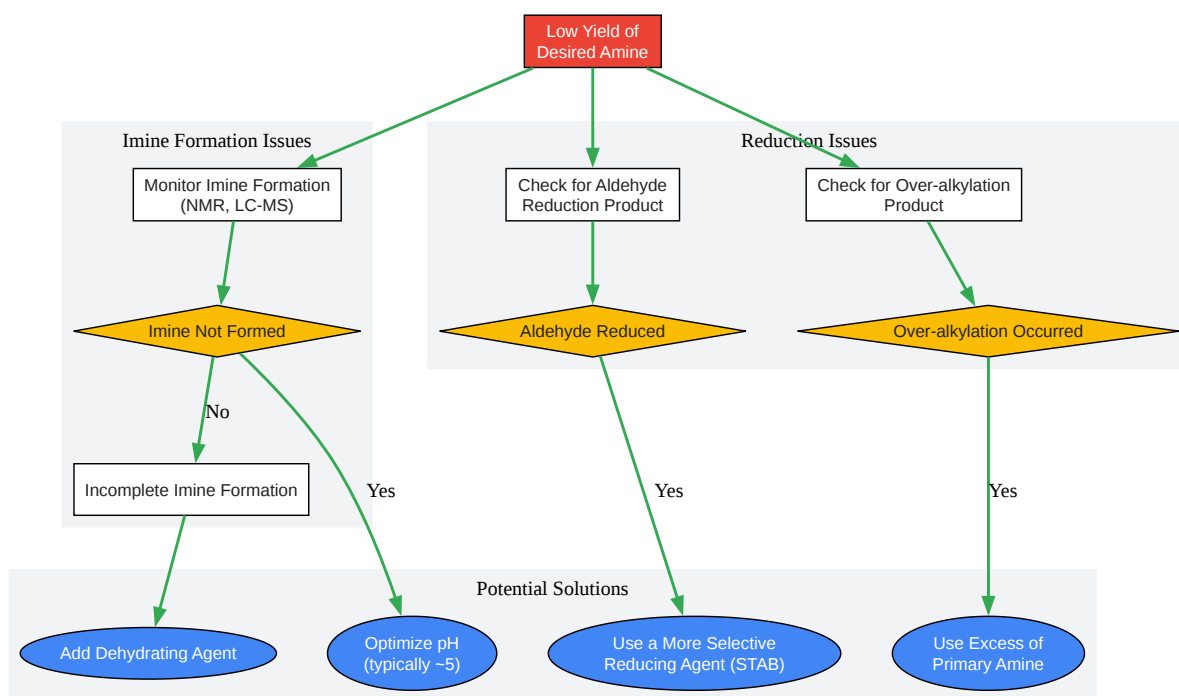 Low Yield of
Desired Amine
Imine Formation Issues
Reduction Issues
Monitor Imine Formation
(NMR, LC-MS)
Check for Aldehyde
Reduction Product
Check for Over-alkylation
Product
Imine Not Formed
Aldehyde Reduced
Over-alkylation Occurred
No
Incomplete Imine Formation
Yes
Yes
Yes
Potential Solutions
Add Dehydrating Agent
Optimize pH
(typically ~5)
Use a More Selective
Reducing Agent (STAB)
Use Excess of
Primary Amine